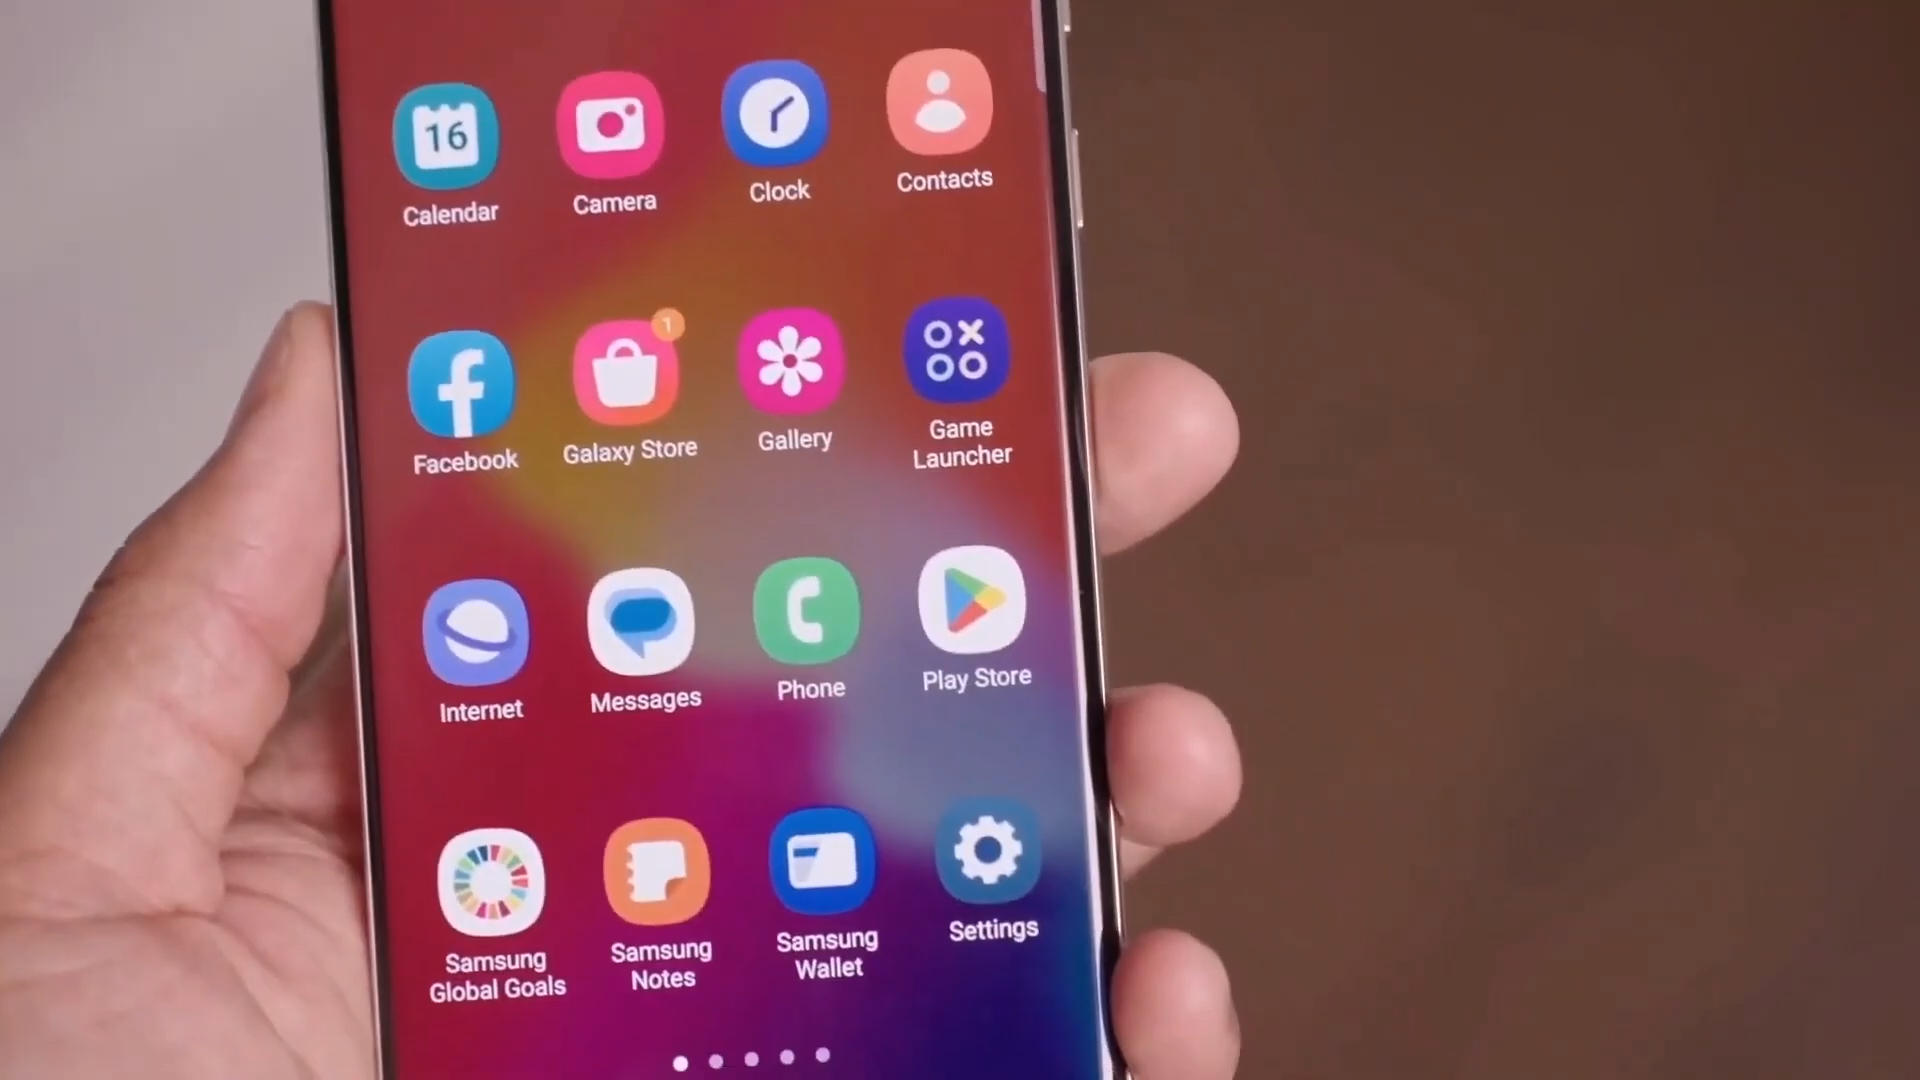 16
Calendar
Camera
Clock
Contacts
1
Facebook
Galaxy Store
Gallery
Game
Launcher
Internet
Messages
Phone
Play Store
Samsung
Global Goals
Samsung
Notes
Samsung
Wallet
Settings